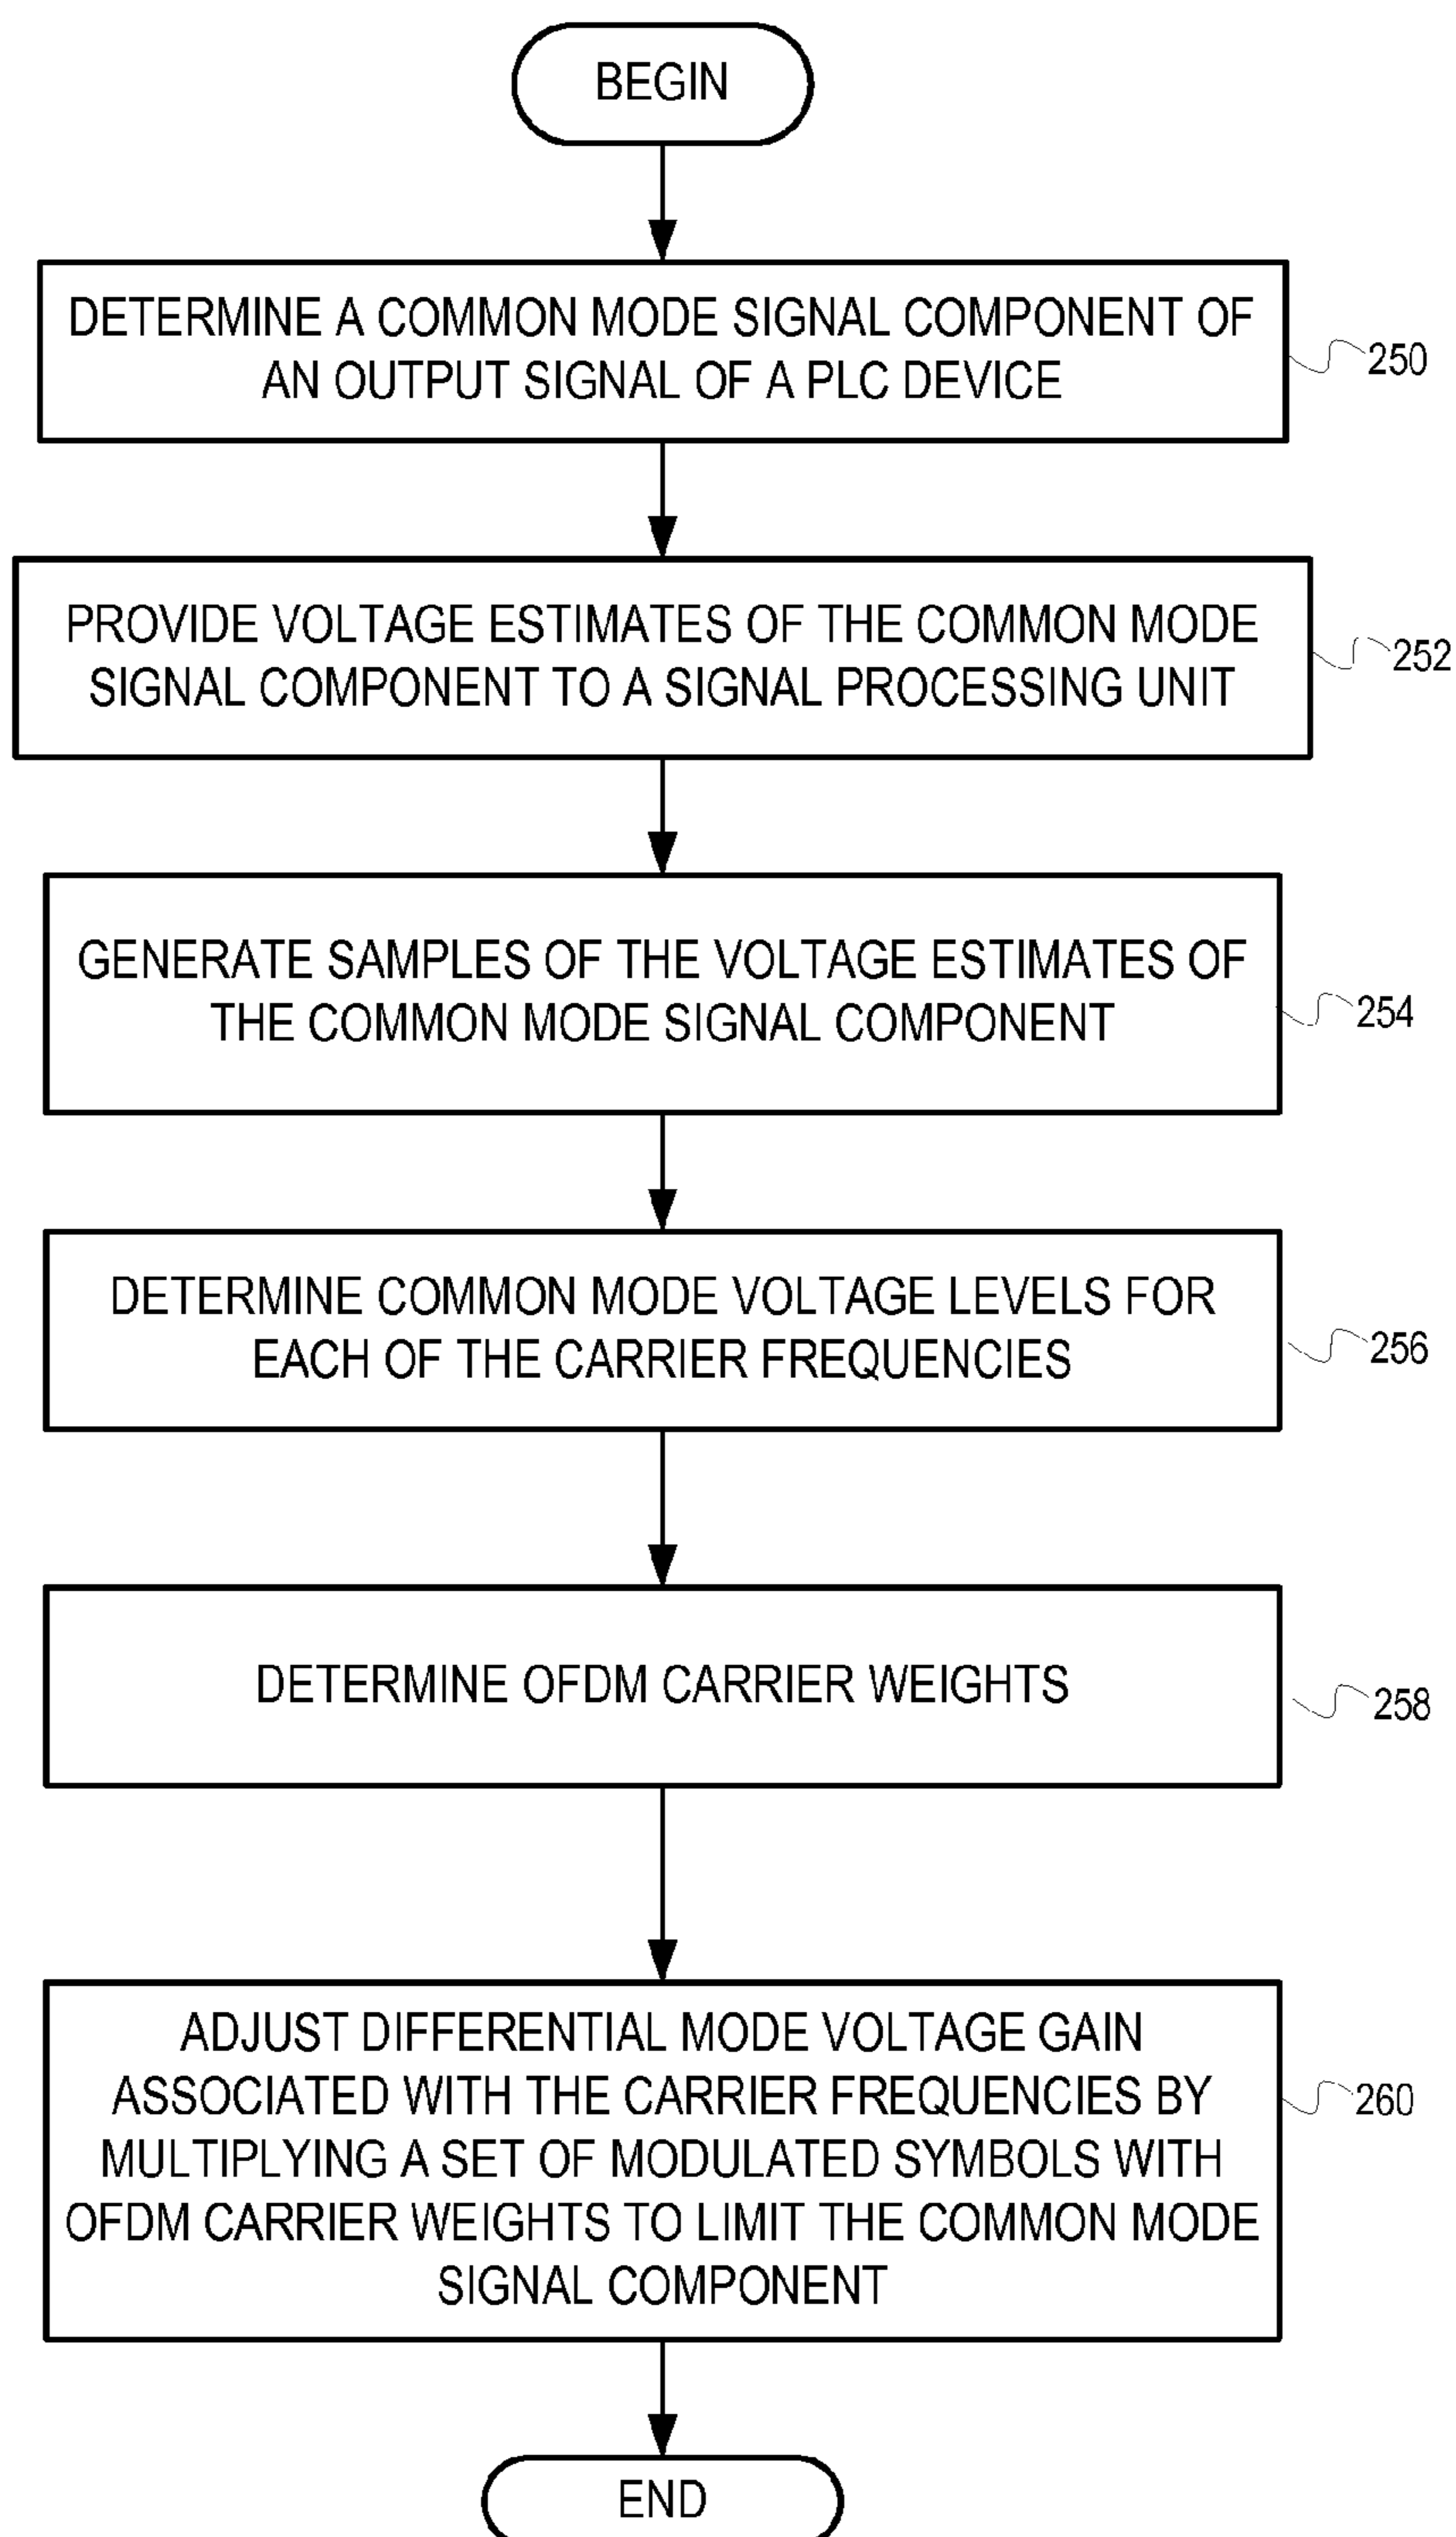 BEGIN
DETERMINE A COMMON MODE SIGNAL COMPONENT OF
AN OUTPUT SIGNAL OF A PLC DEVICE
250
PROVIDE VOLTAGE ESTIMATES OF THE COMMON MODE
SIGNAL COMPONENT TO A SIGNAL PROCESSING UNIT
252
GENERATE SAMPLES OF THE VOLTAGE ESTIMATES OF
THE COMMON MODE SIGNAL COMPONENT
254
DETERMINE COMMON MODE VOLTAGE LEVELS FOR
EACH OF THE CARRIER FREQUENCIES
256
DETERMINE OFDM CARRIER WEIGHTS
258
ADJUST DIFFERENTIAL MODE VOLTAGE GAIN
ASSOCIATED WITH THE CARRIER FREQUENCIES BY
MULTIPLYING A SET OF MODULATED SYMBOLS WITH
OFDM CARRIER WEIGHTS TO LIMIT THE COMMON MODE
SIGNAL COMPONENT
260
END